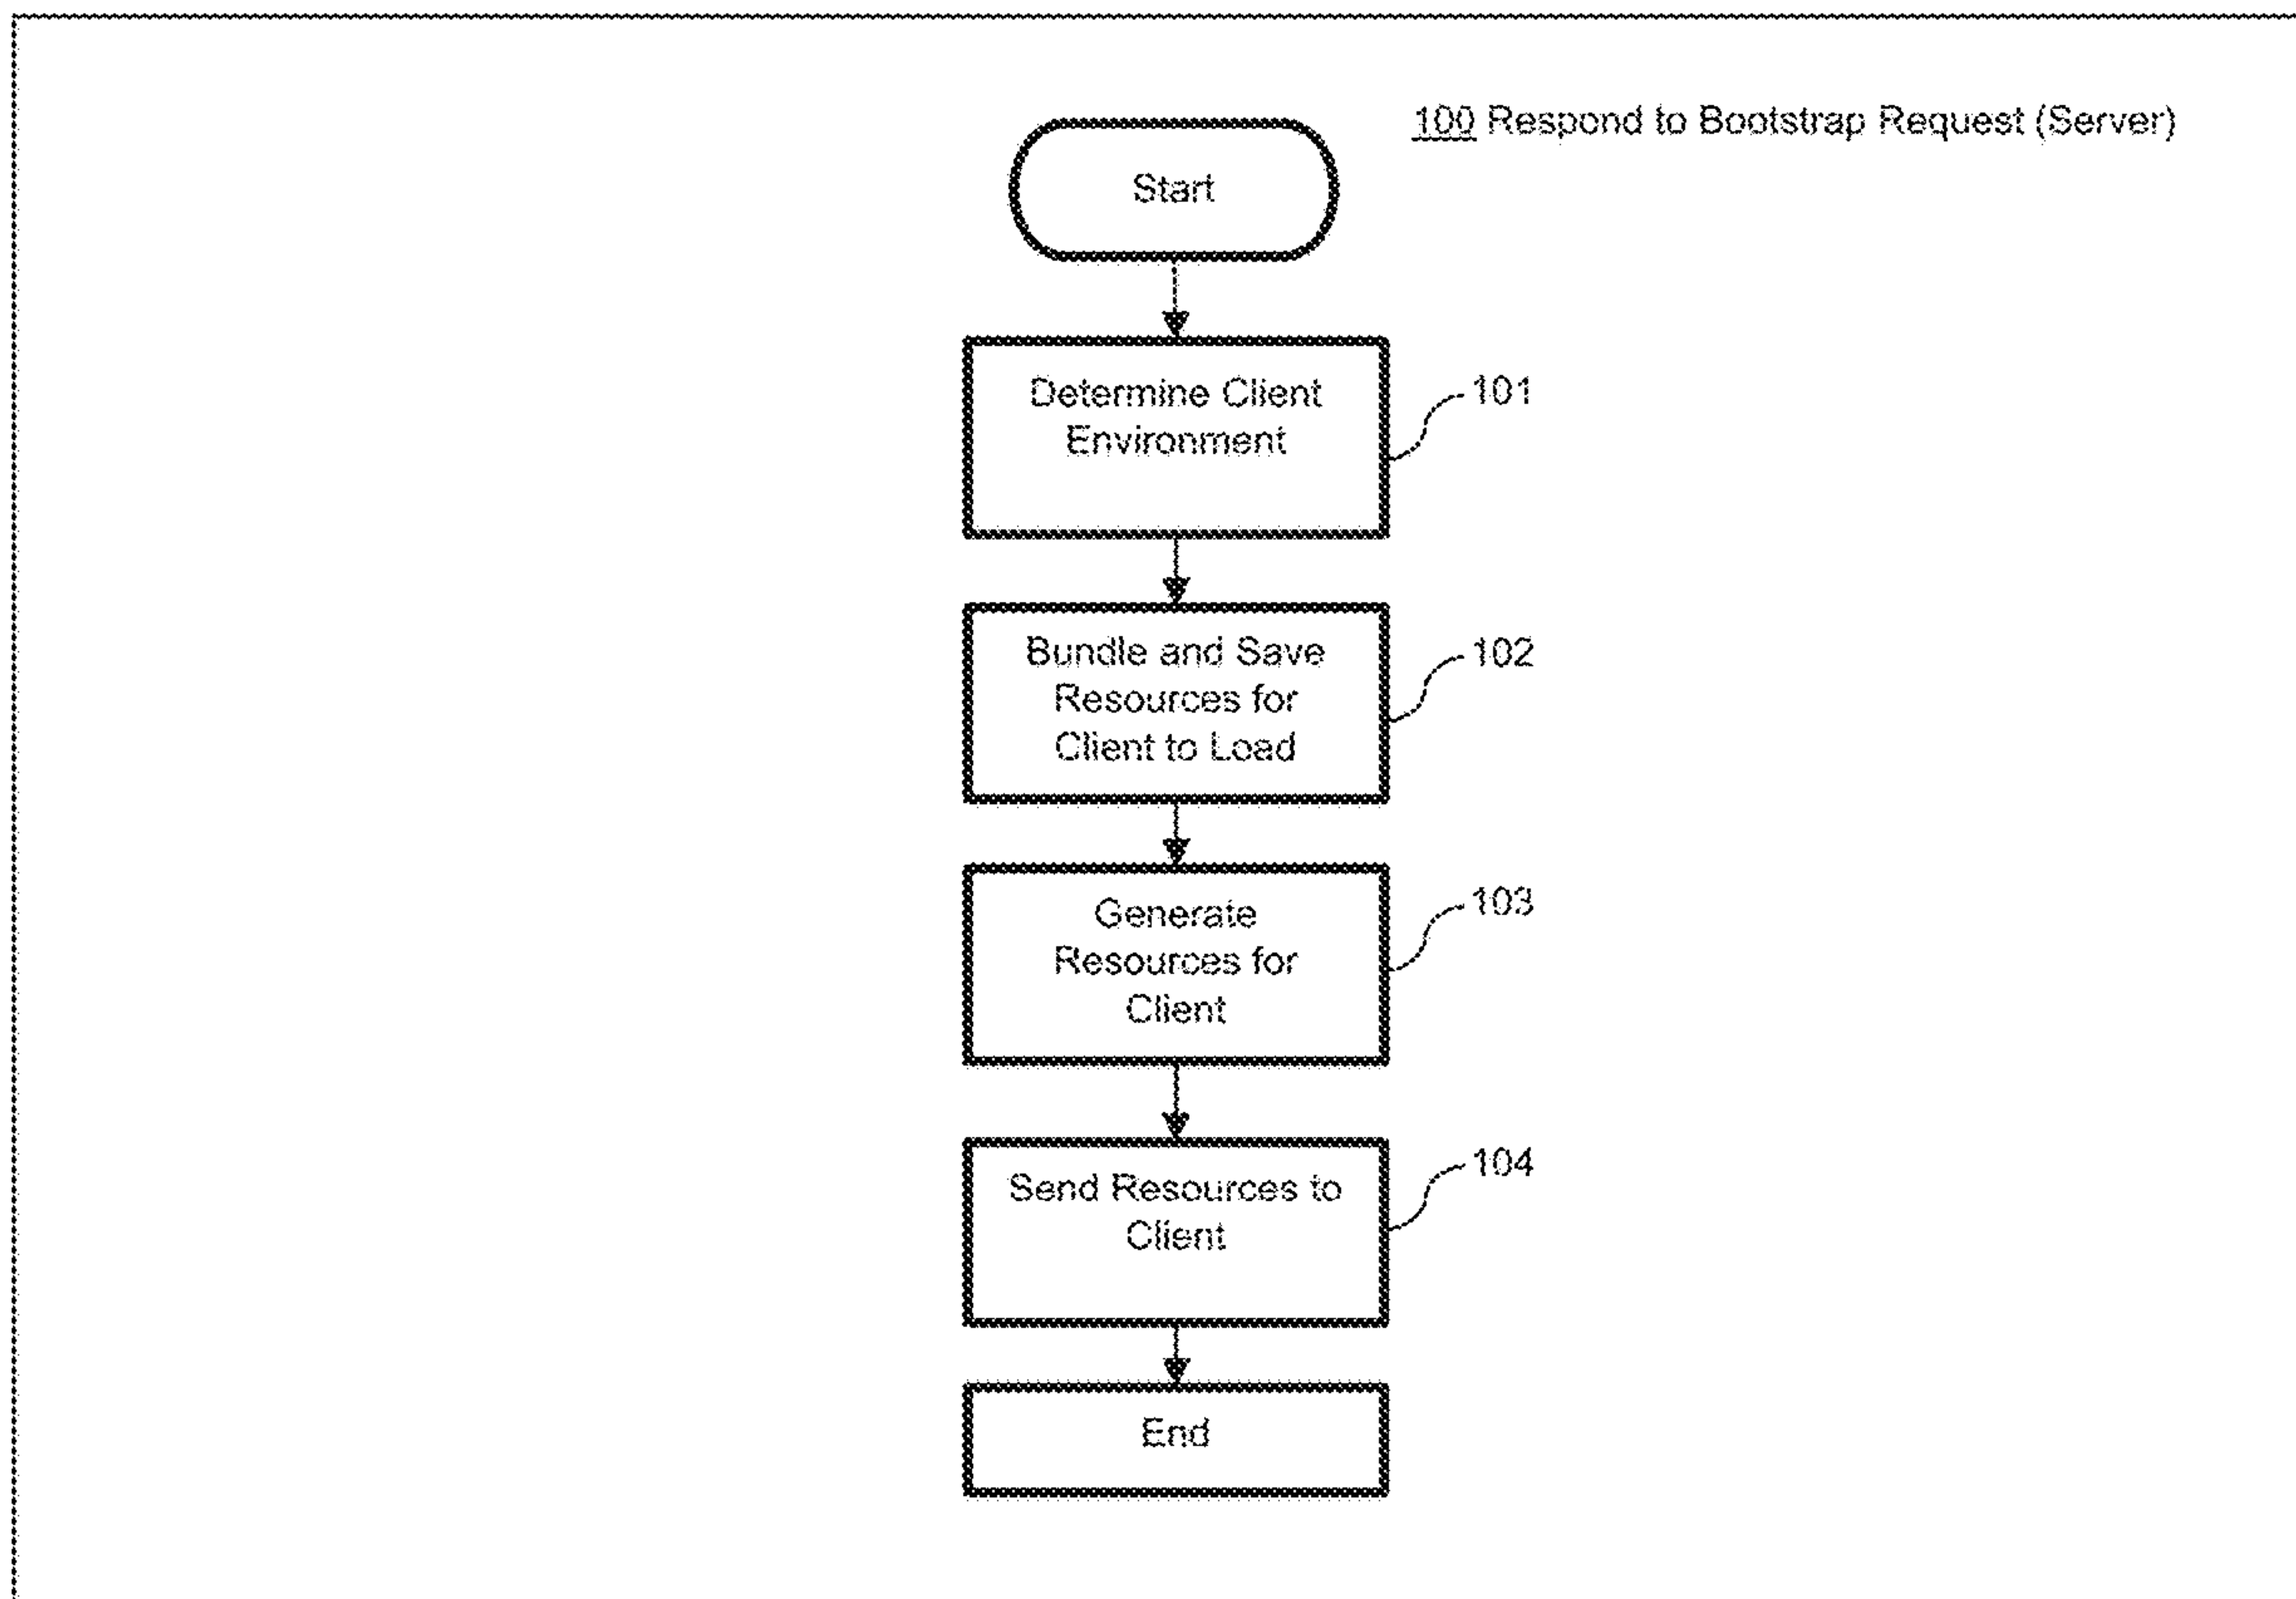 100 Respond to Bootstrap Request (Server)
Start
Determine Client
Environment
101
Bundle and Save
Resources for
Client to Load
102
Generate
Resources for
Client
103
Send Resources to
Client
104
End